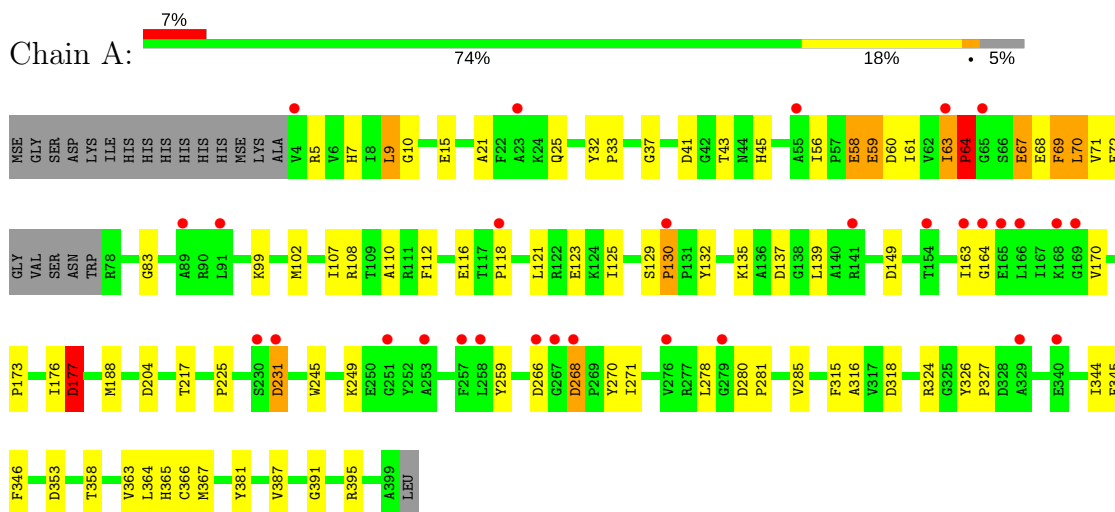 7%
Chain A:
74% 18% • 5%
MSE GLY SER ASP LYS ILE HIS HIS HIS HIS HIS HIS MSE LYS ALA V4 R5 V6 H7 I8 L9 G10 E15 A21 F22 A23 K24 Q25 Y32 P33 G37 D41 G42 T43 N44 H45 A55 I56 P57 E58 E59 D60 I61 V62 I63 P64 G65 S66 E67 E68 F69 L70 V71
GLY VAL SER ASN TRP R78 G83 A89 R90 L91 K99 M102 I107 R108 T109 A110 R111 F112 E116 T117 P118 L121 R122 E123 K124 I125 S129 P130 P131 Y132 K135 A136 D137 G138 L139 A140 R141 D149 T154 I163 G164 E165 L166 I167 K168 G169 V170
P173 I176 D177 M188 D204 T217 P225 S230 D231 W245 K249 E250 G251 Y252 A253 F257 L258 Y259 D266 G267 D268 P269 Y270 I271 V276 R277 L278 G279 D280 P281 V285 F315 A316 V317 D318 R324 G325 Y326 P327 D328 A329 E340 I344
F346 D353 T358 V363 L364 H365 C366 M367 Y381 V387 G391 R395 A399 LEU